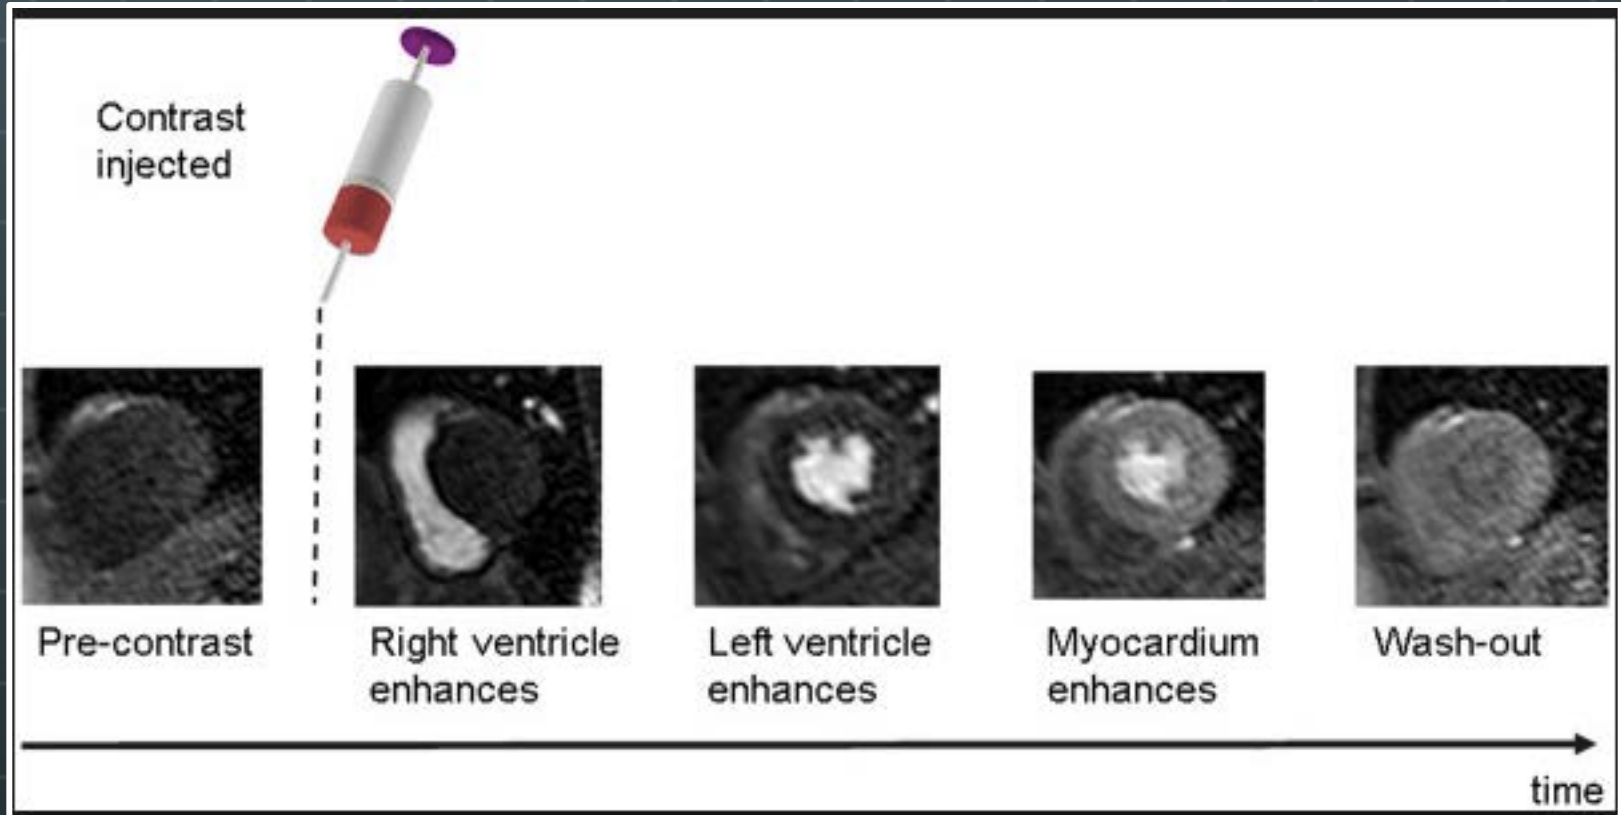 Contrast
injected
Pre-contrast
Right ventricle
enhances
Left ventricle
enhances
Myocardium
enhances
Wash-out
time